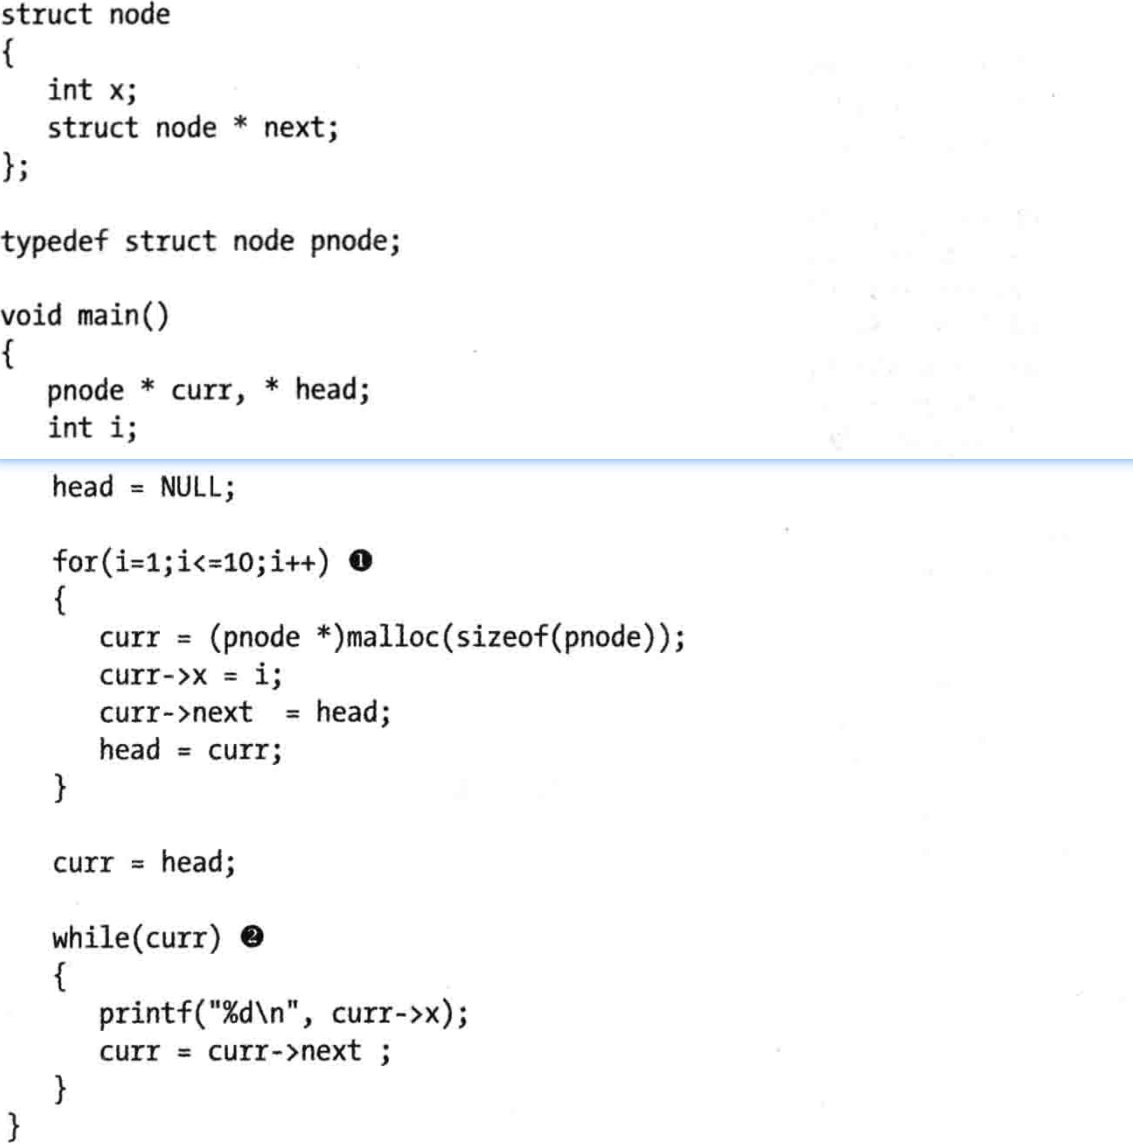 struct node
{
int x;
struct node * next;
};
typedef struct node pnode;
void main()
{
pnode * curr, * head;
int i;
head = NULL;
for(i=1;i<=10;i++) ❶
{
curr = (pnode *)malloc(sizeof(pnode));
curr->x = i;
curr->next  = head;
head = curr;
}
curr = head;
while(curr) ❷
{
printf("%d\n", curr->x);
curr = curr->next ;
}
}